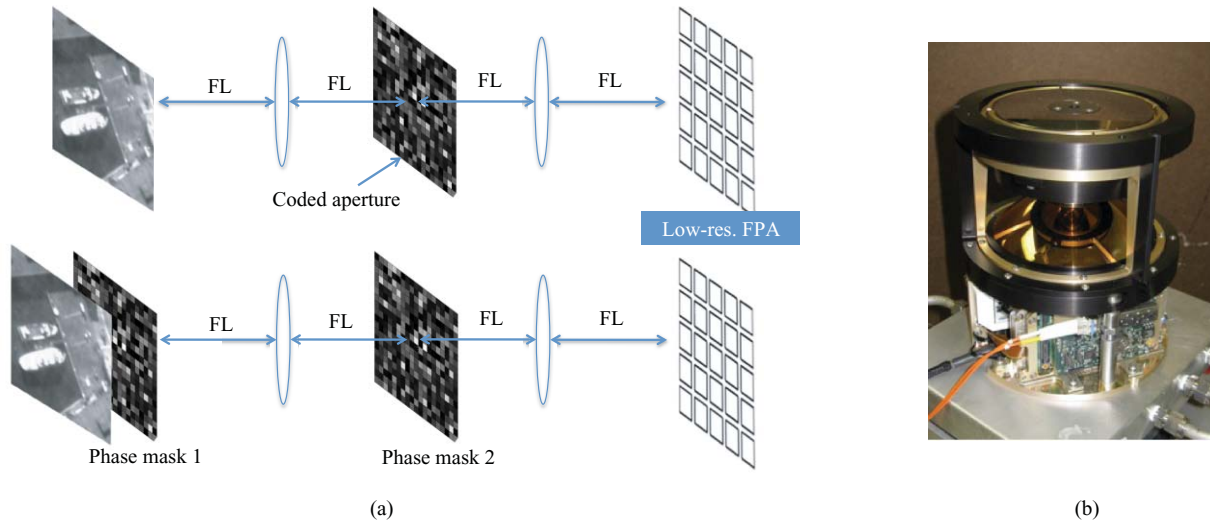 FL FL FL FL
Coded aperture
Low-res. FPA
FL FL FL FL
Phase mask 1 Phase mask 2
(a) (b)